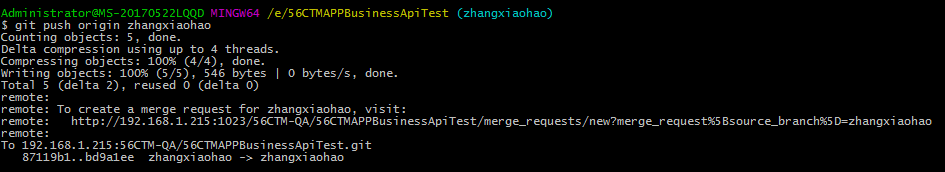 Administrator@MS-20170522LQQD MINGW64 /e/56CTMAPPBusinessApiTest (zhangxiaohao)
$ git push origin zhangxiaohao
Counting objects: 5, done.
Delta compression using up to 4 threads.
Compressing objects: 100% (4/4), done.
Writing objects: 100% (5/5), 546 bytes | 0 bytes/s, done.
Total 5 (delta 2), reused 0 (delta 0)
remote:
remote: To create a merge request for zhangxiaohao, visit:
remote:   http://192.168.1.215:1023/56CTM-QA/56CTMAPPBusinessApiTest/merge_requests/new?merge_request%5Bsource_branch%5D=zhangxiaohao
remote:
To 192.168.1.215:56CTM-QA/56CTMAPPBusinessApiTest.git
   87119b1..bd9a1ee  zhangxiaohao -> zhangxiaohao